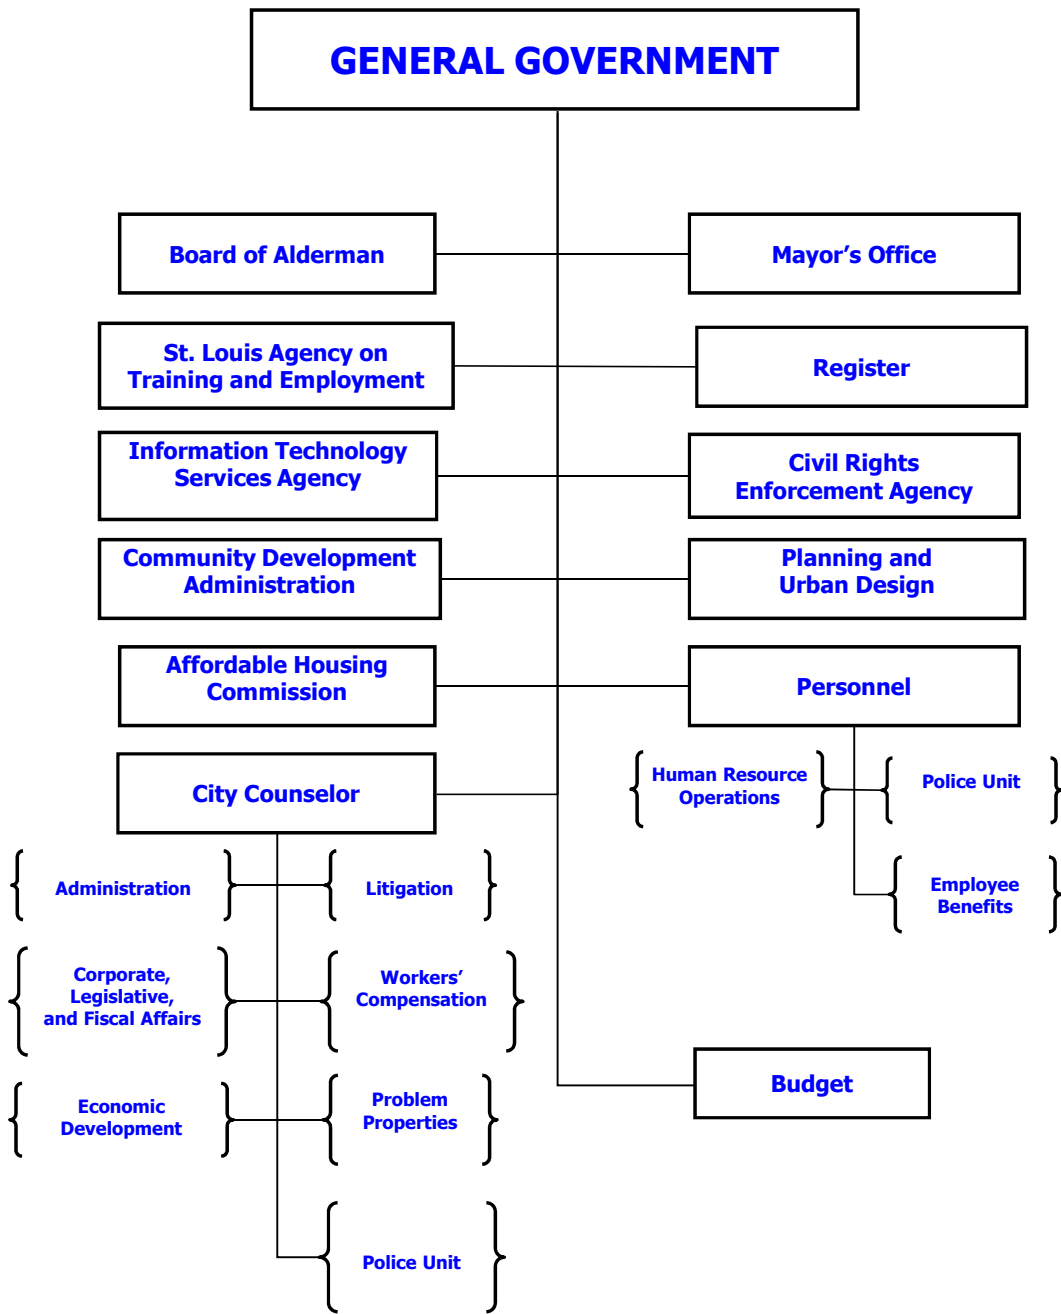 GENERAL GOVERNMENT
Board of Alderman
Mayor’s Office
St. Louis Agency on
Training and Employment
Register
Information Technology
Services Agency
Civil Rights
Enforcement Agency
Community Development
Administration
Planning and
Urban Design
Affordable Housing
Commission
Personnel
City Counselor
Human Resource
Operations
Police Unit
Employee
Benefits
Administration
Litigation
Corporate,
Legislative,
and Fiscal Affairs
Workers’
Compensation
Economic
Development
Problem
Properties
Police Unit
Budget